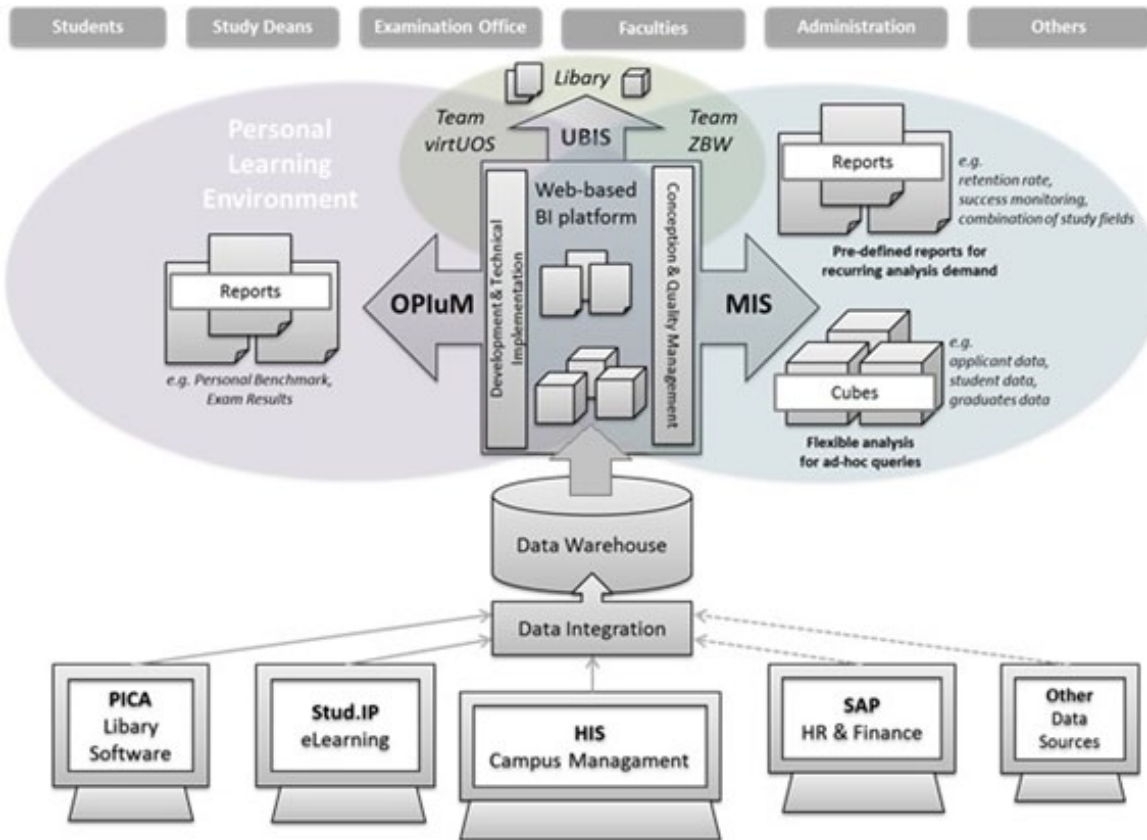 Students
Study Deans
Examination Office
Faculties
Administration
Others
Libary
Team
virtUOS
UBIS
Team
ZBW
Personal
Learning
Environment
Reports
e.g. Personal Benchmark,
Exam Results
OPIuM
Development & Technical
Implementation
Web-based
BI platform
Conception & Quality Management
MIS
Reports
e.g.
retention rate,
success monitoring,
combination of study fields
Pre-defined reports for
recurring analysis demand
Cubes
e.g.
applicant data,
student data,
graduates data
Flexible analysis
for ad-hoc queries
Data Warehouse
Data Integration
PICA
Libary
Software
Stud.IP
eLearning
HIS
Campus Managament
SAP
HR & Finance
Other
Data
Sources